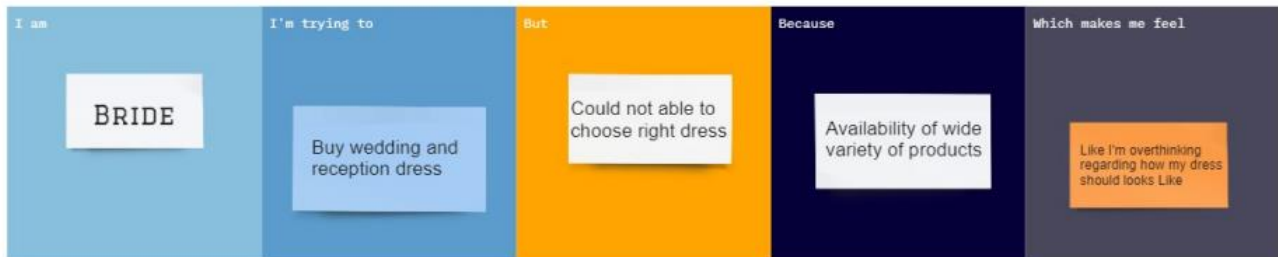 I am
BRIDE
I'm trying to
Buy wedding and
reception dress
But
Could not able to
choose right dress
Because
Availability of wide
variety of products
Which makes me feel
Like I'm overthinking
regarding how my dress
should looks Like